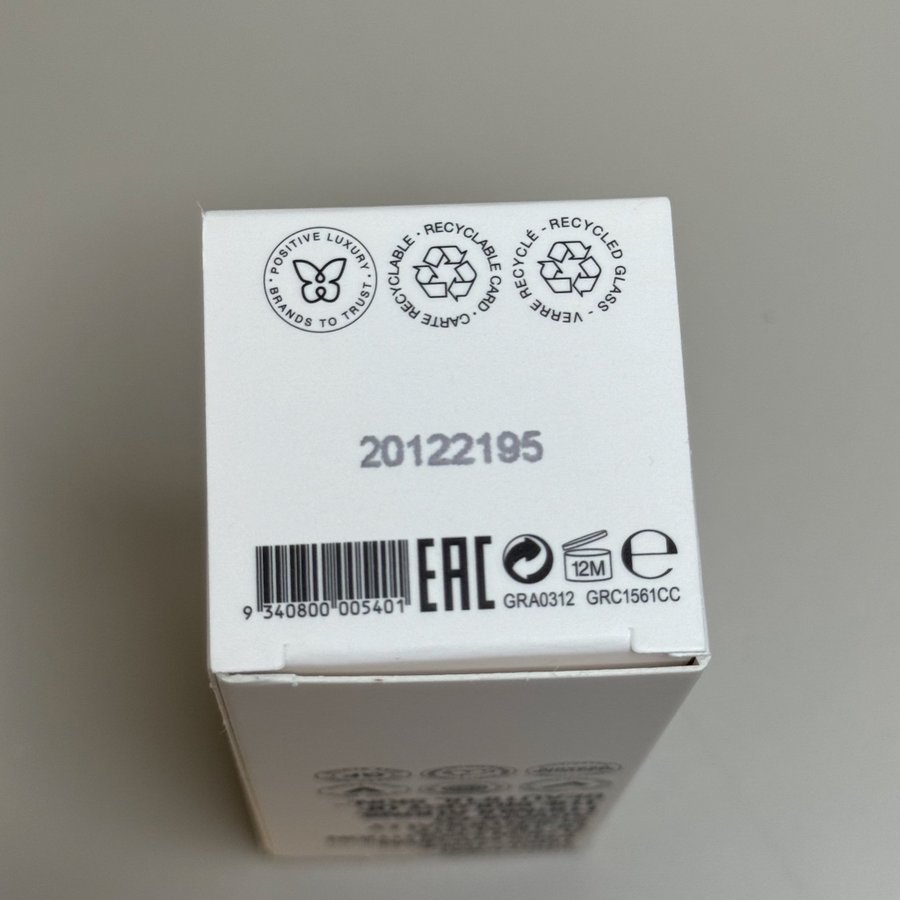 · POSITIVE LUXURY ·
BRANDS TO TRUST
· RECYCLABLE CARD · CARTE RECYCLABLE
- RECYCLED GLASS - VERRE RECYCLÉ
20122195
9 340800 005401
EAC
12M
e
GRA0312 GRC1561CC